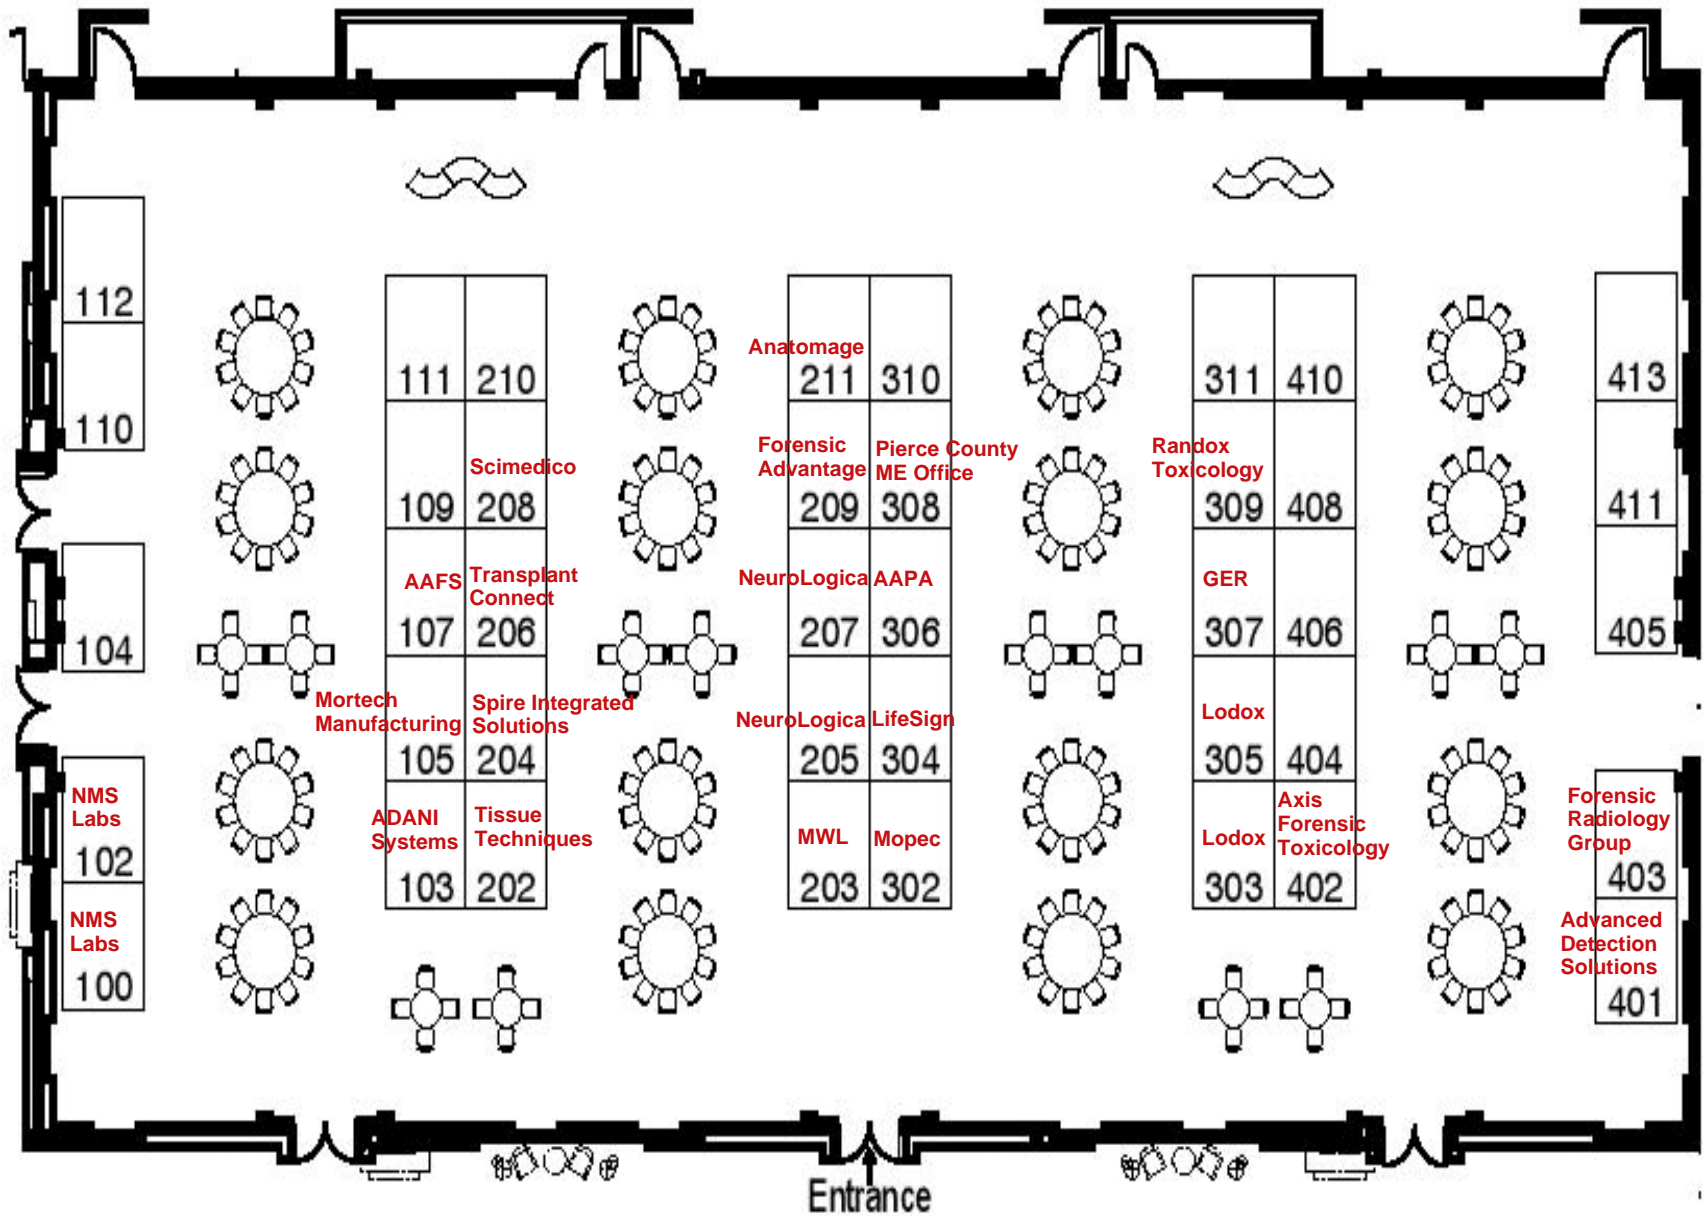 112
110
111 210
Anatomage
211 310
311 410
413
Scimedico
109 208
Forensic
Advantage
209
Pierce County
ME Office
308
Randox
Toxicology
309 408
411
104
AAFS
107
Transplant
Connect
206
NeuroLogica
207
AAPA
306
GER
307 406
405
Mortech
Manufacturing
105
Spire Integrated
Solutions
204
NeuroLogica
205
LifeSign
304
Lodox
305 404
NMS
Labs
102
ADANI
Systems
103
Tissue
Techniques
202
MWL
203
Mopec
302
Lodox
303
Axis
Forensic
Toxicology
402
Forensic
Radiology
Group
403
NMS
Labs
100
Advanced
Detection
Solutions
401
Entrance